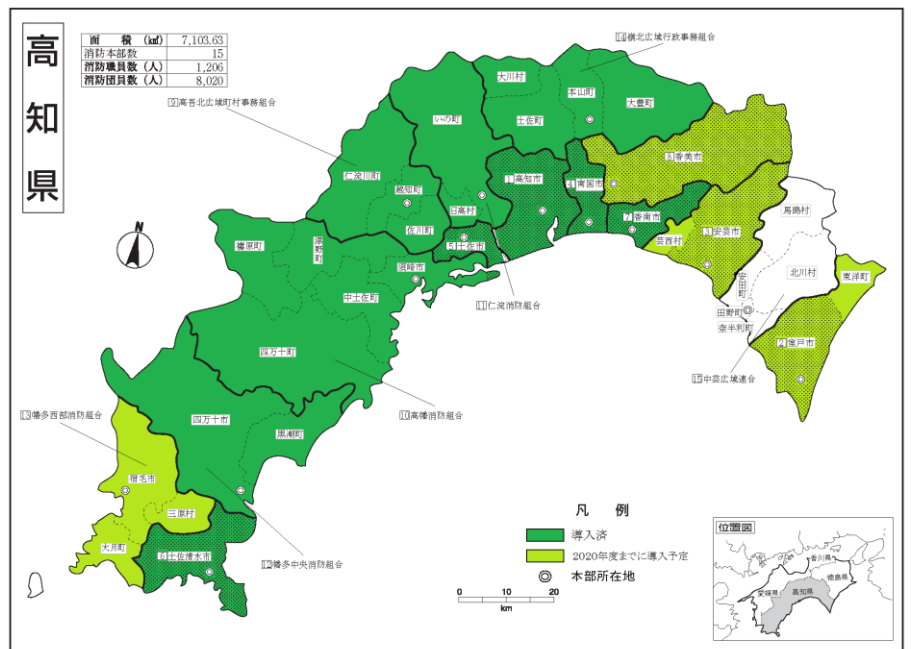 高知県
面 積 (㎢) 7,103.63
消防本部数 15
消防職員数（人） 1,206
消防団員数（人） 8,020
14嶺北広域行政事務組合
9高吾北広域町村事務組合
大川村
本山町
大豊町
土佐町
いの町
5香美市
仁淀川町
越知町
1高知市
4南国市
日高村
7香南市
馬路村
佐川町
5土佐市
芸西村
3安芸市
梼原町
津野町
須崎市
北川村
東洋町
安田町
中土佐町
11仁淀消防組合
田野町
奈半利町
2室戸市
四万十町
15中芸広域連合
13幡多西部消防組合
四万十市
10高幡消防組合
黒潮町
宿毛市
三原村
大月町
6土佐清水市
12幡多中央消防組合
N
凡 例
導入済
2020年度までに導入予定
本部所在地
0 10 20
km
位置図
香川県
徳島県
愛媛県
高知県